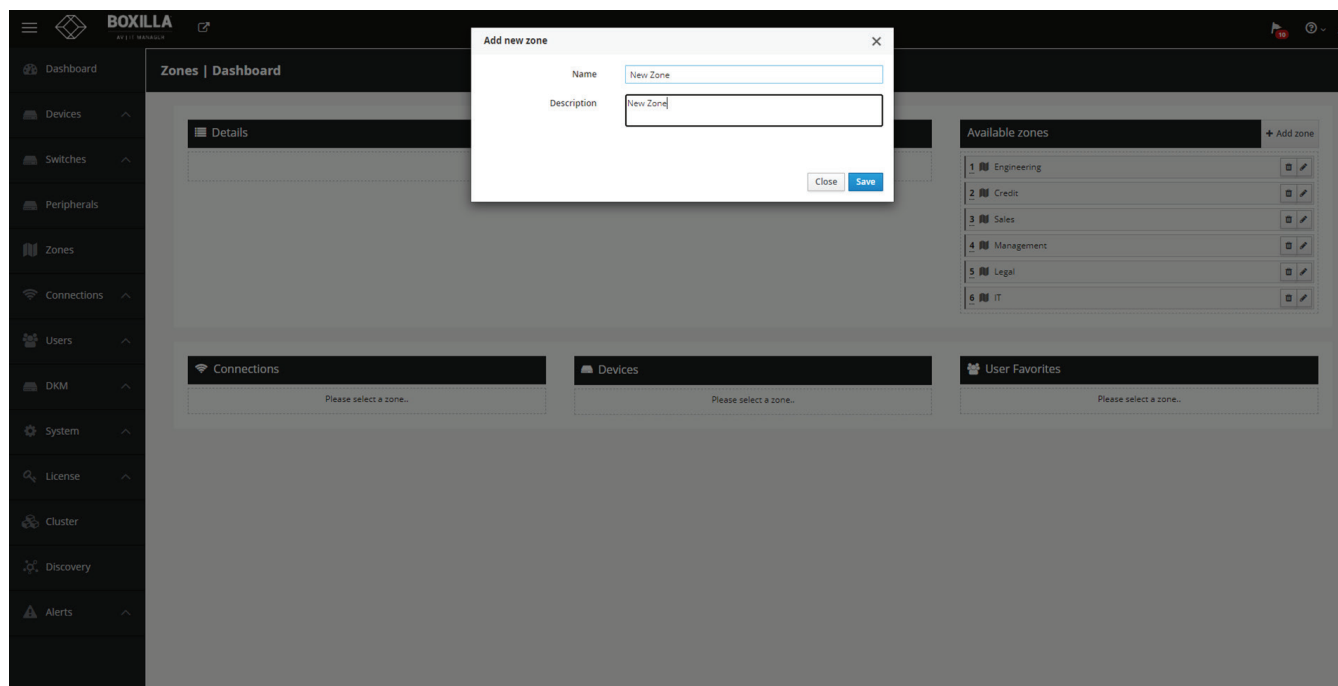 BOXILLA
AV | IT MANAGER
10
Dashboard
Devices
Switches
Peripherals
Zones
Connections
Users
DKM
System
License
Cluster
Discovery
Alerts
Zones | Dashboard
Add new zone
Name
New Zone
Description
New Zone
Close
Save
Details
Available zones
+ Add zone
1 Engineering
2 Credit
3 Sales
4 Management
5 Legal
6 IT
Connections
Please select a zone..
Devices
Please select a zone..
User Favorites
Please select a zone..